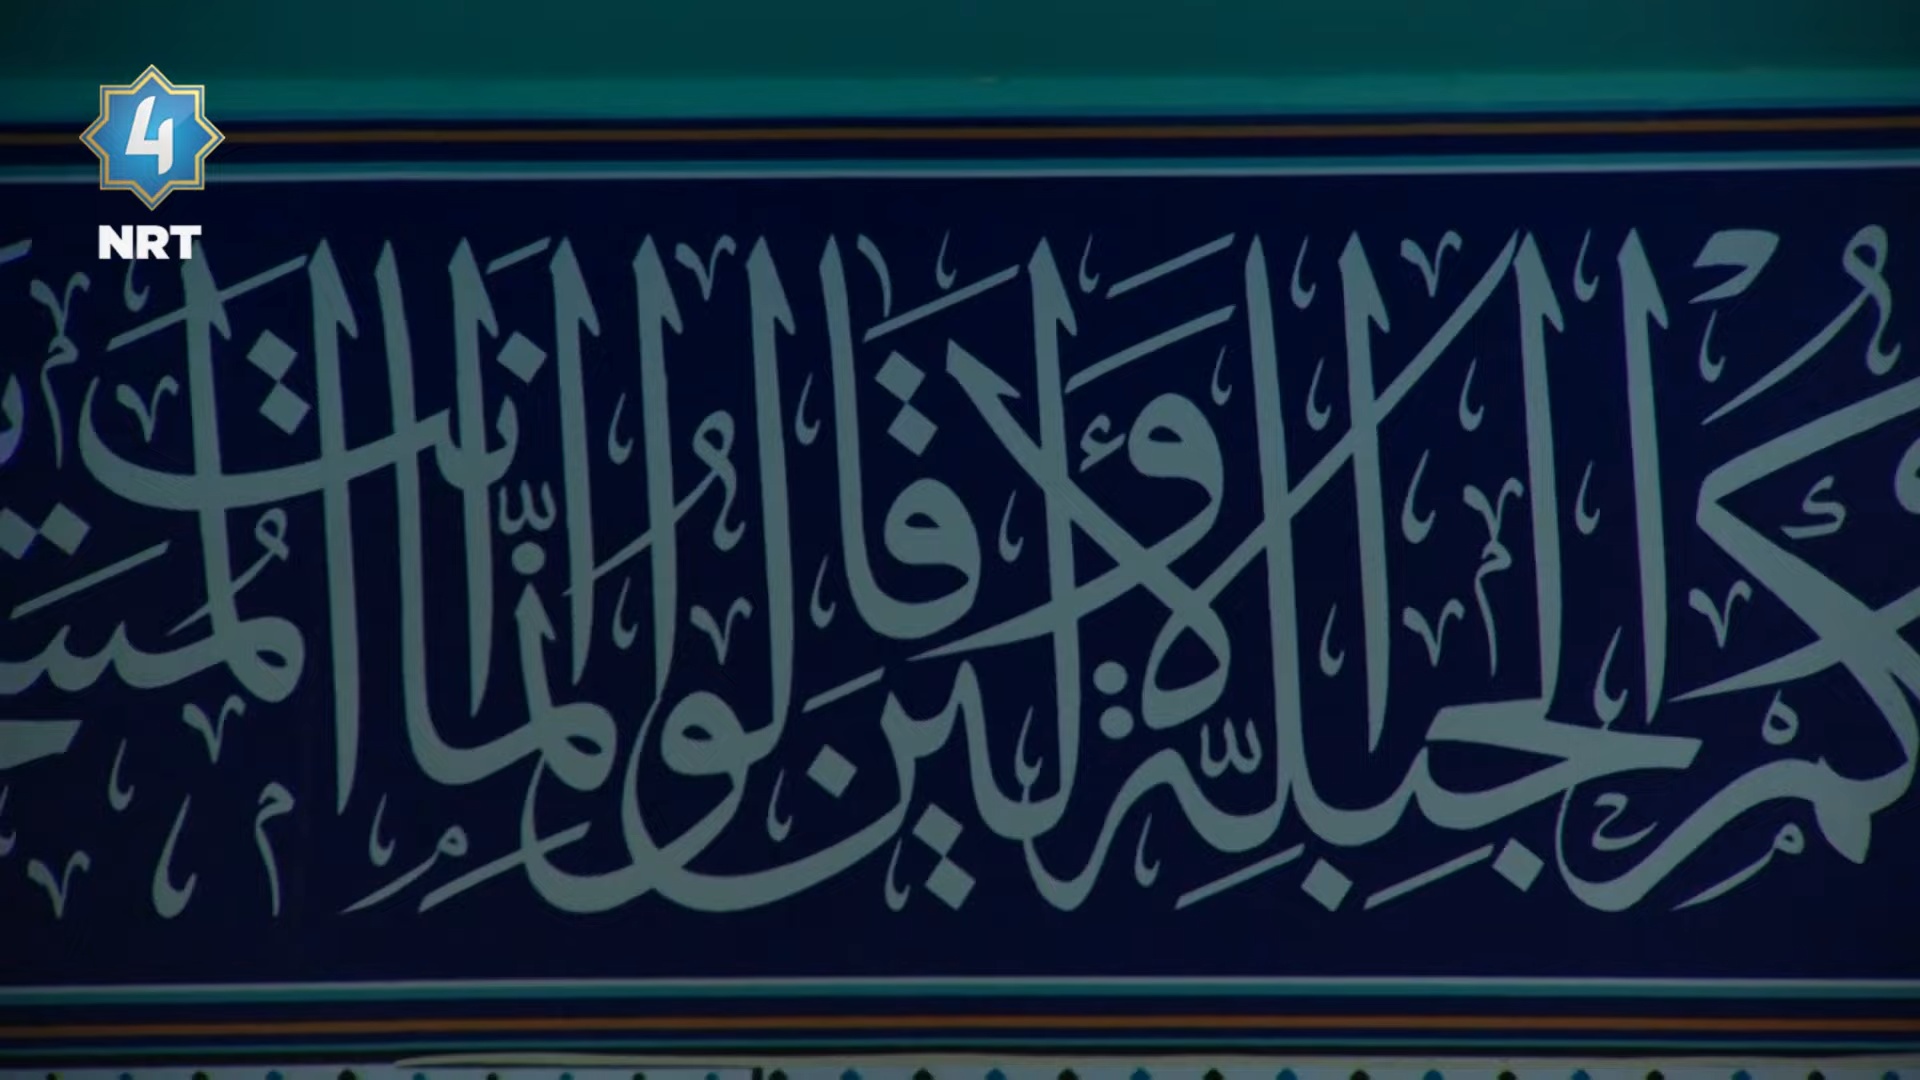 4
NRT
كُمْ وَالْجِبِلَّةَ الْأَوَّلِينَ قَالُوا إِنَّمَا أَنتَ